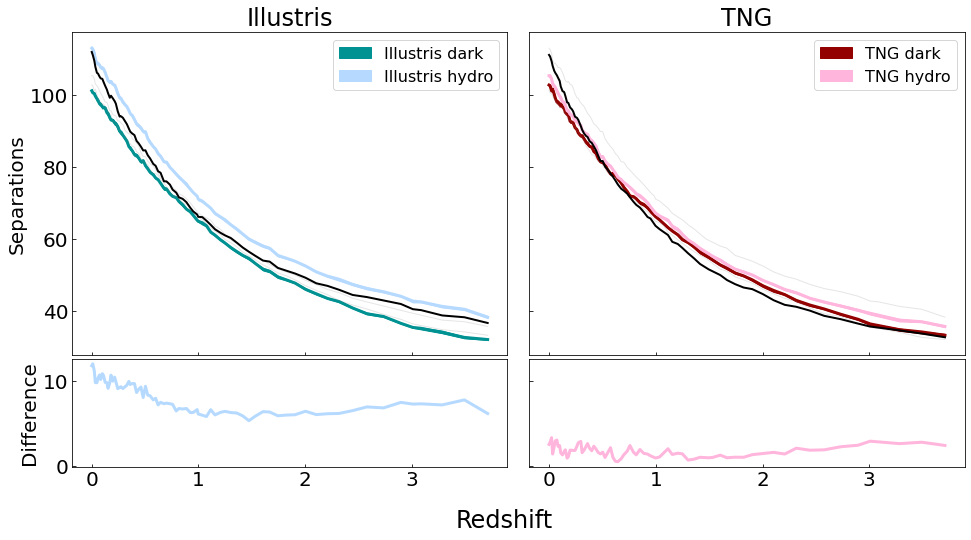 Illustris
TNG
Illustris dark
Illustris hydro
TNG dark
TNG hydro
Separations
100
80
60
40
Difference
10
0
0 1 2 3
0 1 2 3
Redshift